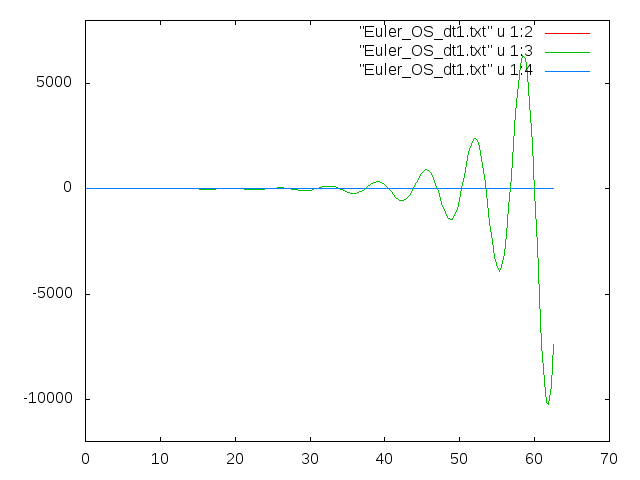 "Euler_OS_dt1.txt" u 1:2
"Euler_OS_dt1.txt" u 1:3
"Euler_OS_dt1.txt" u 1:4
5000
0
-5000
-10000
0 10 20 30 40 50 60 70